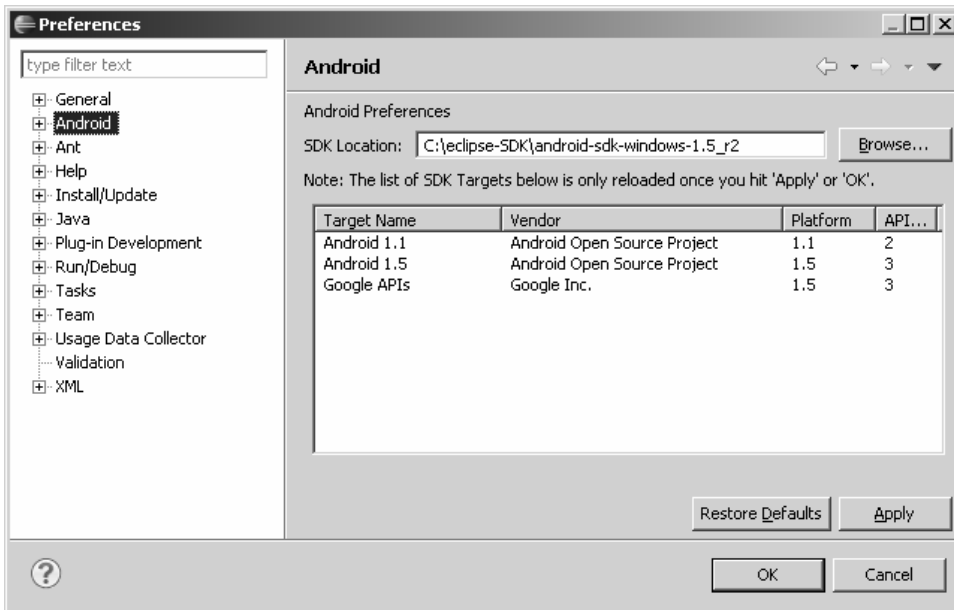 Preferences
type filter text
General
Android
Ant
Help
Install/Update
Java
Plug-in Development
Run/Debug
Tasks
Team
Usage Data Collector
Validation
XML
Android
Android Preferences
SDK Location: C:\eclipse-SDK\android-sdk-windows-1.5_r2 Browse...
Note: The list of SDK Targets below is only reloaded once you hit 'Apply' or 'OK'.
Target Name Vendor Platform API...
Android 1.1 Android Open Source Project 1.1 2
Android 1.5 Android Open Source Project 1.5 3
Google APIs Google Inc. 1.5 3
Restore Defaults Apply
? OK Cancel